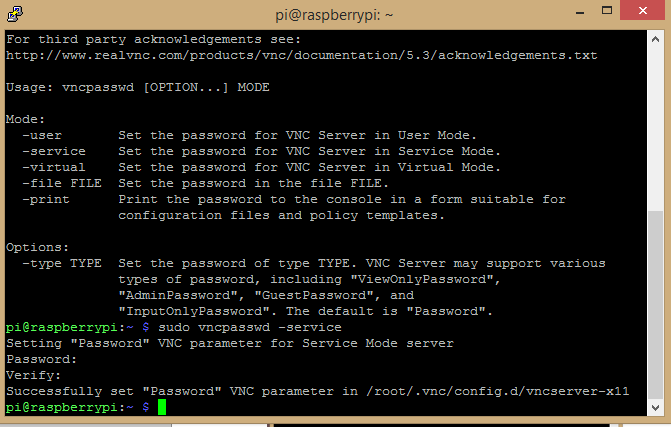 pi@raspberrypi: ~
For third party acknowledgements see:
http://www.realvnc.com/products/vnc/documentation/5.3/acknowledgements.txt
Usage: vncpasswd [OPTION...] MODE
Mode:
-user Set the password for VNC Server in User Mode.
-service Set the password for VNC Server in Service Mode.
-virtual Set the password for VNC Server in Virtual Mode.
-file FILE Set the password in the file FILE.
-print Print the password to the console in a form suitable for
configuration files and policy templates.
Options:
-type TYPE Set the password of type TYPE. VNC Server may support various
types of password, including "ViewOnlyPassword",
"AdminPassword", "GuestPassword", and
"InputOnlyPassword". The default is "Password".
pi@raspberrypi:~ $ sudo vncpasswd -service
Setting "Password" VNC parameter for Service Mode server
Password:
Verify:
Successfully set "Password" VNC parameter in /root/.vnc/config.d/vncserver-x11
pi@raspberrypi:~ $